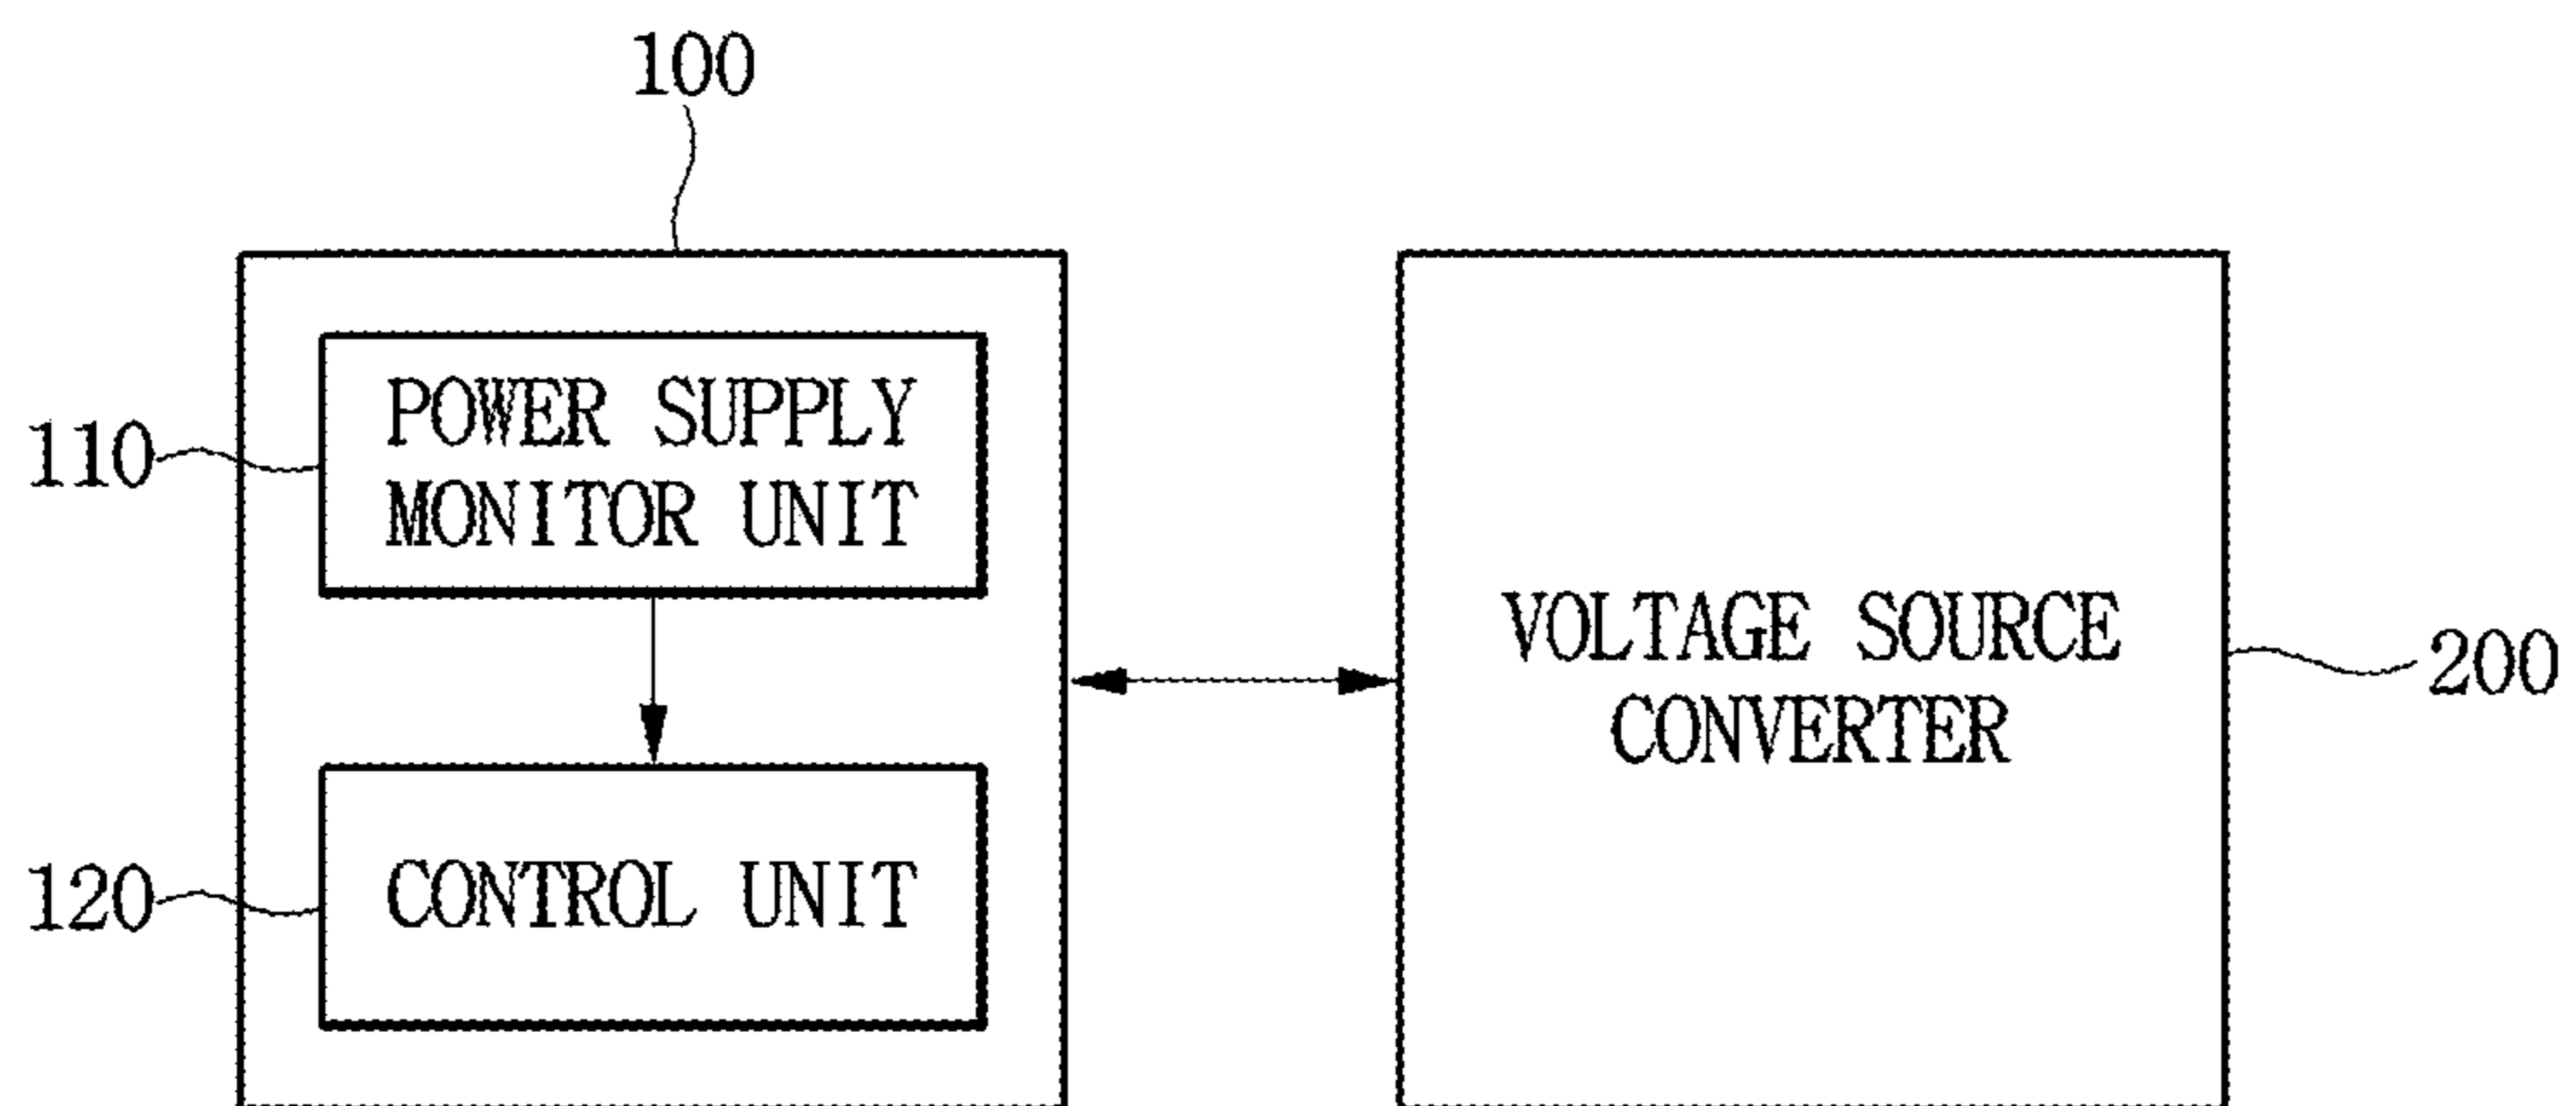 100
110
POWER SUPPLY
MONITOR UNIT
VOLTAGE SOURCE
CONVERTER
200
120
CONTROL UNIT